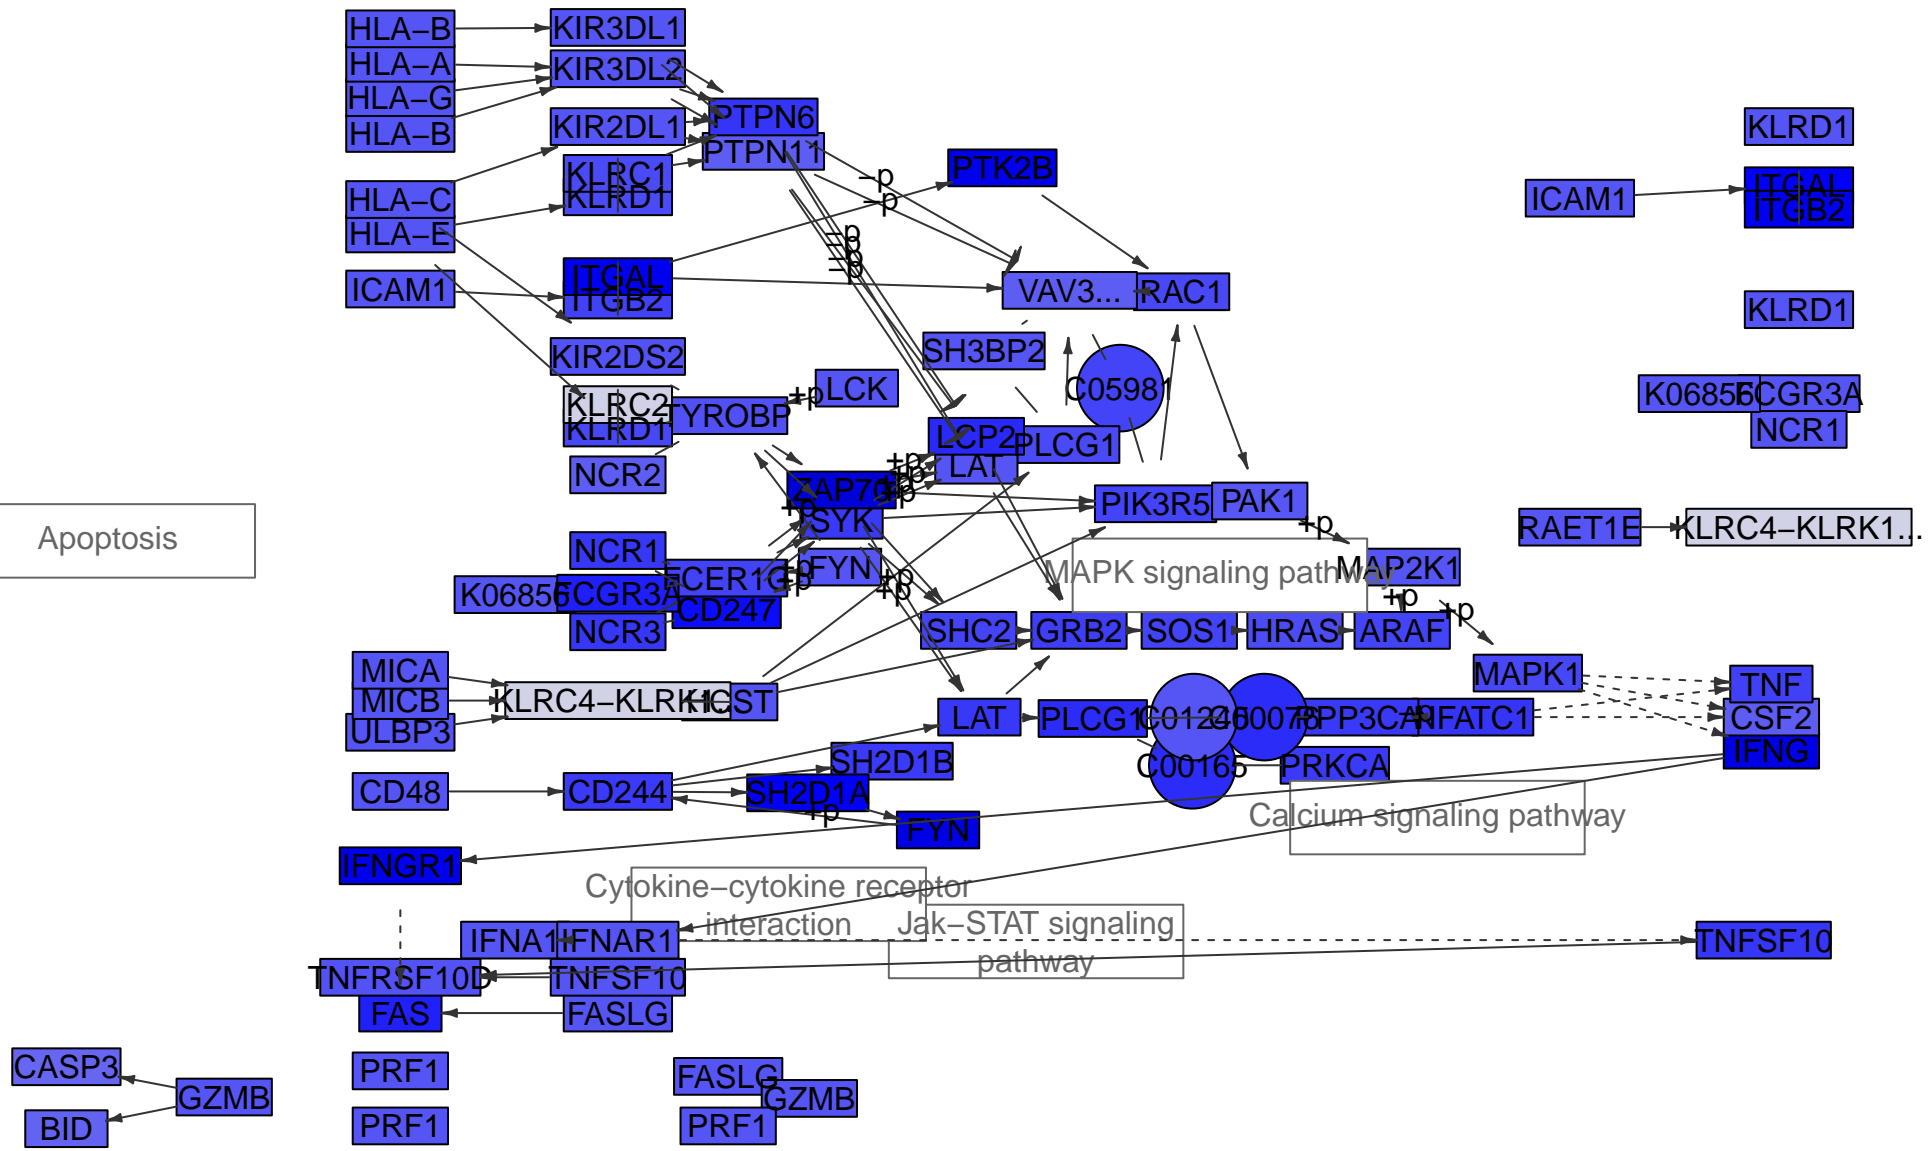 HLA−B
KIR3DL1
HLA−A
KIR3DL2
HLA−G
HLA−B
KIR2DL1
PTPN6
PTPN11
KLRC1
KLRD1
PTK2B
KLRD1
HLA−C
HLA−E
−p
−p
ICAM1
ITGAL
ITGB2
−p
−p
−p
−p
ICAM1
ITGAL
ITGB2
VAV3...
RAC1
KLRD1
KIR2DS2
SH3BP2
C05981
KLRC2
KLRD1
TYROBP
+p
LCK
K06856
FCGR3A
NCR1
LCP2
LAT
PLCG1
NCR2
ZAP70
+p
+p
+p
+p
SYK
PIK3R5
PAK1
+p
RAET1E
KLRC4−KLRK1...
Apoptosis
NCR1
FCER1G
+p
+p
FYN
+p
+p
MAPK signaling pathway
MAP2K1
K06856
FCGR3A
CD247
NCR3
+p
+p
SHC2
GRB2
SOS1
HRAS
ARAF
MICA
MICB
ULBP3
KLRC4−KLRK1...
HCST
MAPK1
TNF
CSF2
IFNG
LAT
PLCG1
C01245
C00076
PPP3CA
NFATC1
C00165
PRKCA
SH2D1B
CD48
CD244
SH2D1A
+p
FYN
Calcium signaling pathway
IFNGR1
Cytokine−cytokine receptor
interaction
Jak−STAT signaling
pathway
IFNA1
IFNAR1
TNFSF10
TNFRSF10D
TNFSF10
FAS
FASLG
CASP3
GZMB
BID
PRF1
PRF1
FASLG
GZMB
PRF1